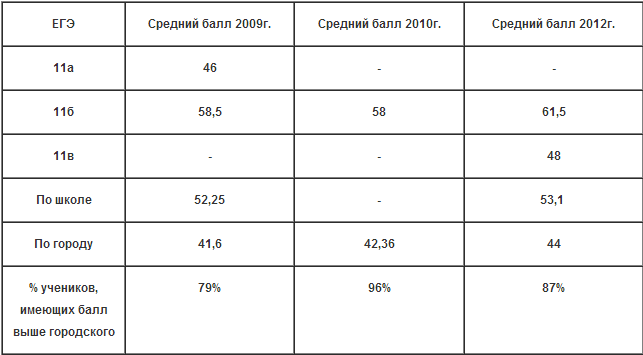 ЕГЭ Средний балл 2009г. Средний балл 2010г. Средний балл 2012г.
11а 46 - -
11б 58,5 58 61,5
11в - - 48
По школе 52,25 - 53,1
По городу 41,6 42,36 44
% учеников, 79% 96% 87%
имеющих балл
выше городского